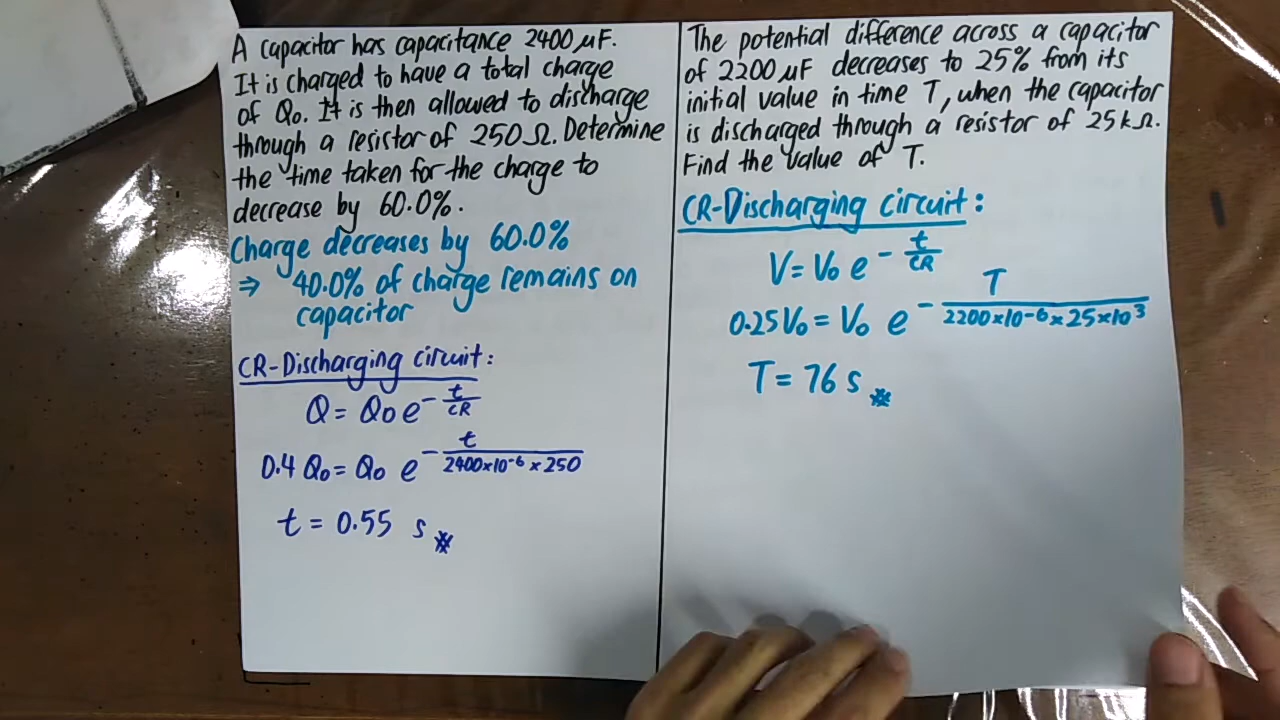 A capacitor has capacitance 2400 μF.
It is charged to have a total charge
of Q₀. It is then allowed to discharge
through a resistor of 250 Ω. Determine
the time taken for the charge to
decrease by 60.0%.
Charge decreases by 60.0%
⇒ 40.0% of charge remains on
capacitor
CR-Discharging circuit:
Q = Q₀ e^(-t/CR)
0.4 Q₀ = Q₀ e^(-t/(2400×10⁻⁶ × 250))
t = 0.55 s *
The potential difference across a capacitor
of 2200 μF decreases to 25% from its
initial value in time T, when the capacitor
is discharged through a resistor of 25 kΩ.
Find the value of T.
CR-Discharging circuit:
V = V₀ e^(-t/CR)
0.25V₀ = V₀ e^(-T/(2200×10⁻⁶ × 25×10³))
T = 76 s *